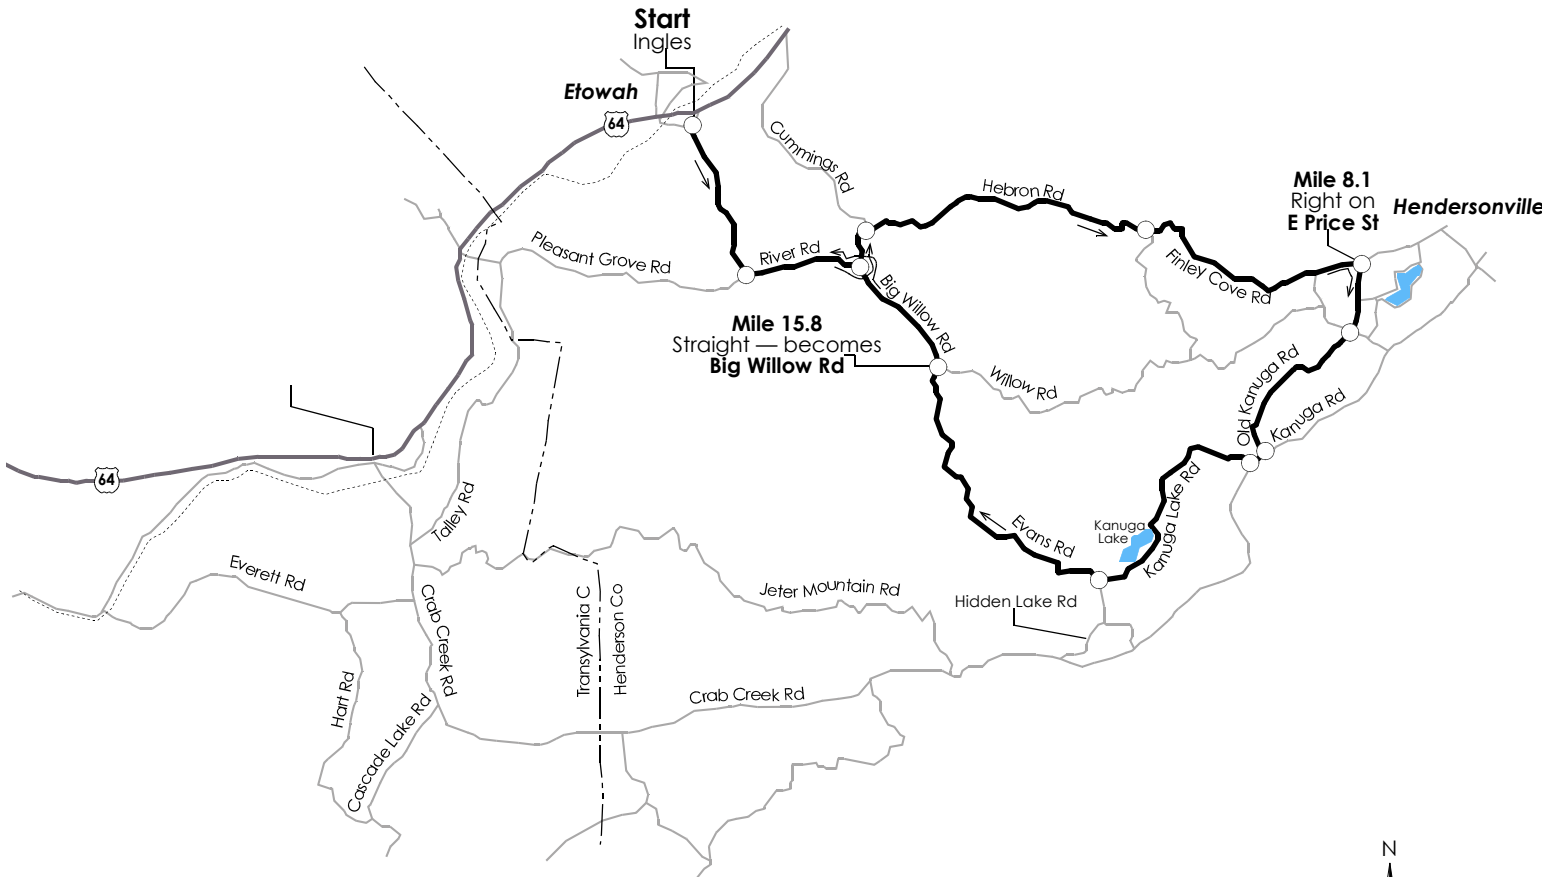 Start
Ingles
Etowah
64
Cummings Rd
Hebron Rd
Mile 8.1
Right on
E Price St
Hendersonville
Pleasant Grove Rd
River Rd
Finley Cove Rd
Big Willow Rd
Mile 15.8
Straight — becomes
Big Willow Rd
Willow Rd
Old Kanuga Rd
Kanuga Rd
64
Talley Rd
Evans Rd
Kanuga
Lake
Kanuga Lake Rd
Everett Rd
Jeter Mountain Rd
Hidden Lake Rd
Crab Creek Rd
Transylvania C
Henderson Co
Hart Rd
Cascade Lake Rd
Crab Creek Rd
N